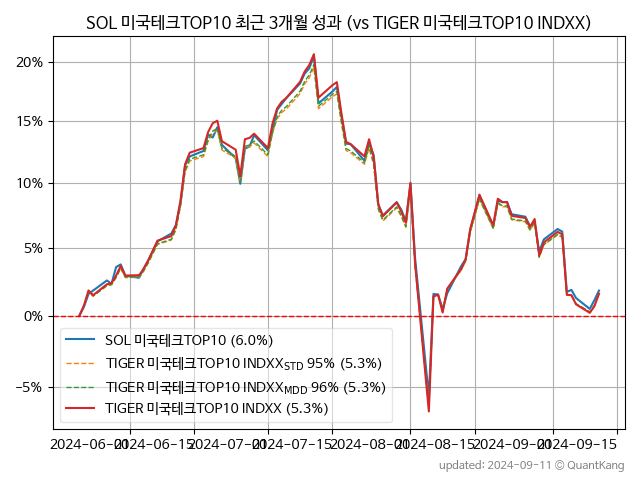 SOL 미국테크TOP10 최근 3개월 성과 (vs TIGER 미국테크TOP10 INDXX)
20%
15%
10%
5%
0%
−5%
SOL 미국테크TOP10 (6.0%)
TIGER 미국테크TOP10 INDXX_STD 95% (5.3%)
TIGER 미국테크TOP10 INDXX_MDD 96% (5.3%)
TIGER 미국테크TOP10 INDXX (5.3%)
2024-06-01 2024-06-15 2024-07-01 2024-07-15 2024-08-01 2024-08-15 2024-09-01 2024-09-15
updated: 2024-09-11 © QuantKang